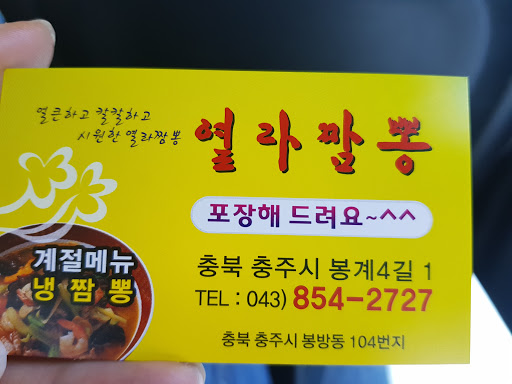 얼큰하고 칼칼하고
시원한 열라짬뽕
열라짬뽕
포장해 드려요~^^
계절메뉴
냉짬뽕
충북 충주시 봉계4길 1
TEL : 043) 854-2727
충북 충주시 봉방동 104번지